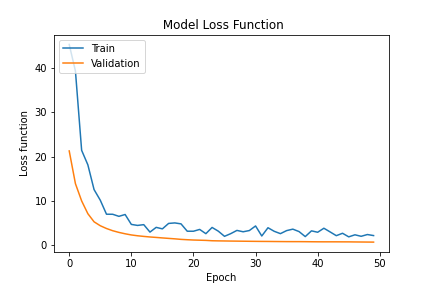 Model Loss Function
Train
Validation
Loss function
40
30
20
10
0
0 10 20 30 40 50
Epoch